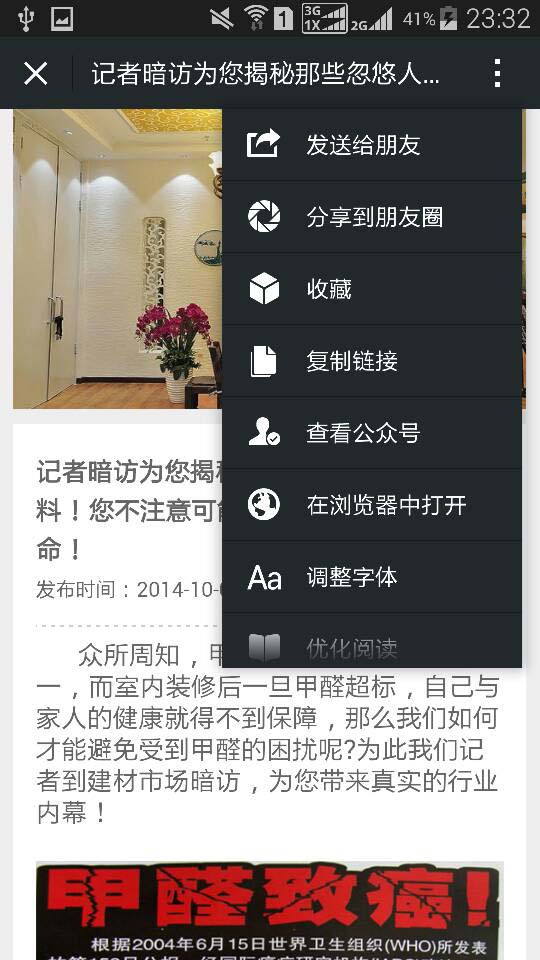 3G
1X
1
2G
41%
23:32
记者暗访为您揭秘那些忽悠人...
发送给朋友
分享到朋友圈
收藏
复制链接
查看公众号
在浏览器中打开
Aa 调整字体
优化阅读
记者暗访为您揭
料！您不注意可
命！
发布时间：2014-10-
众所周知，
一，而室内装修后一旦甲醛超标，自己与
家人的健康就得不到保障，那么我们如何
才能避免受到甲醛的困扰呢?为此我们记
者到建材市场暗访，为您带来真实的行业
内幕！
甲醛致癌!
根据2004年6月15日世界卫生组织(WHO)所发表